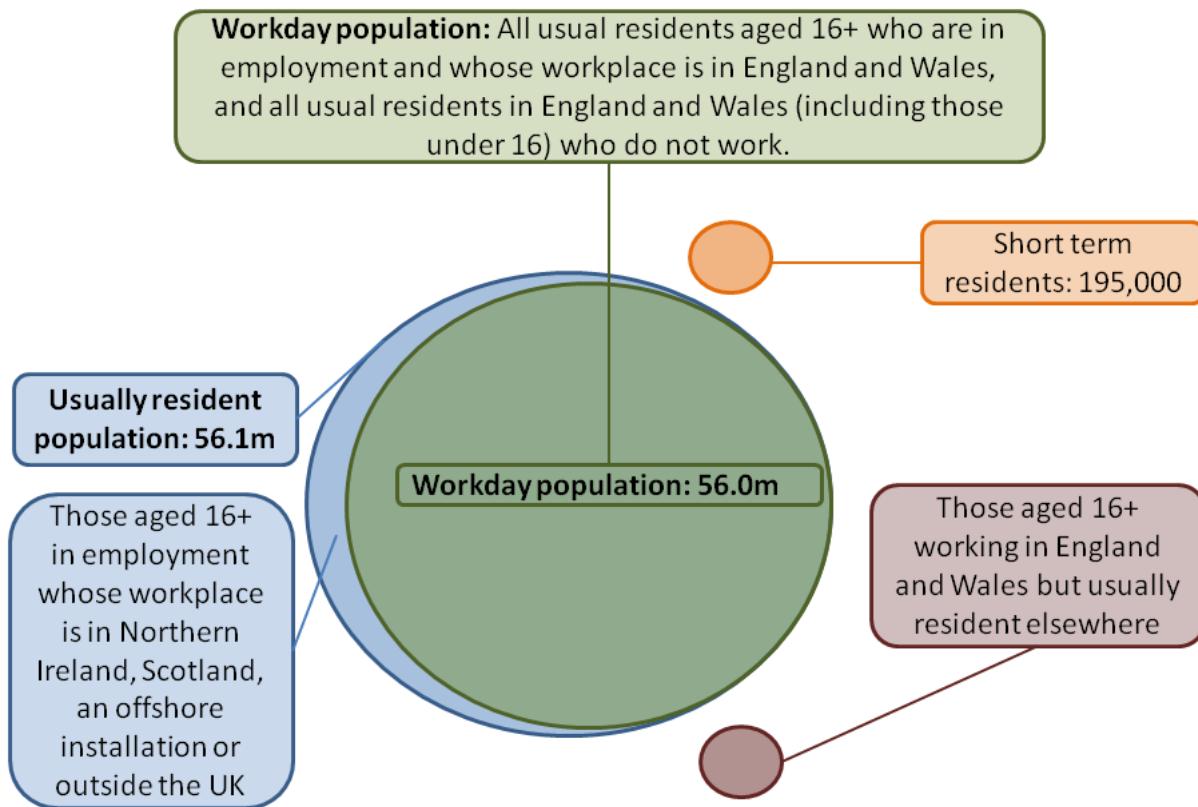 Workday population: All usual residents aged 16+ who are in
employment and whose workplace is in England and Wales,
and all usual residents in England and Wales (including those
under 16) who do not work.
Short term
residents: 195,000
Usually resident
population: 56.1m
Workday population: 56.0m
Those aged 16+
in employment
whose workplace
is in Northern
Ireland, Scotland,
an offshore
installation or
outside the UK
Those aged 16+
working in England
and Wales but usually
resident elsewhere